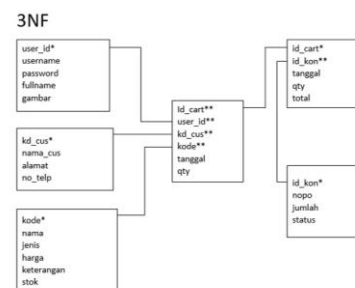 3NF
user_id*
username
password
fullname
gambar
kd_cus*
nama_cus
alamat
no_telp
kode*
nama
jenis
harga
keterangan
stok
Id_cart**
user_id**
kd_cus**
kode**
tanggal
qty
id_cart*
id_kon**
tanggal
qty
total
id_kon*
nopo
jumlah
status